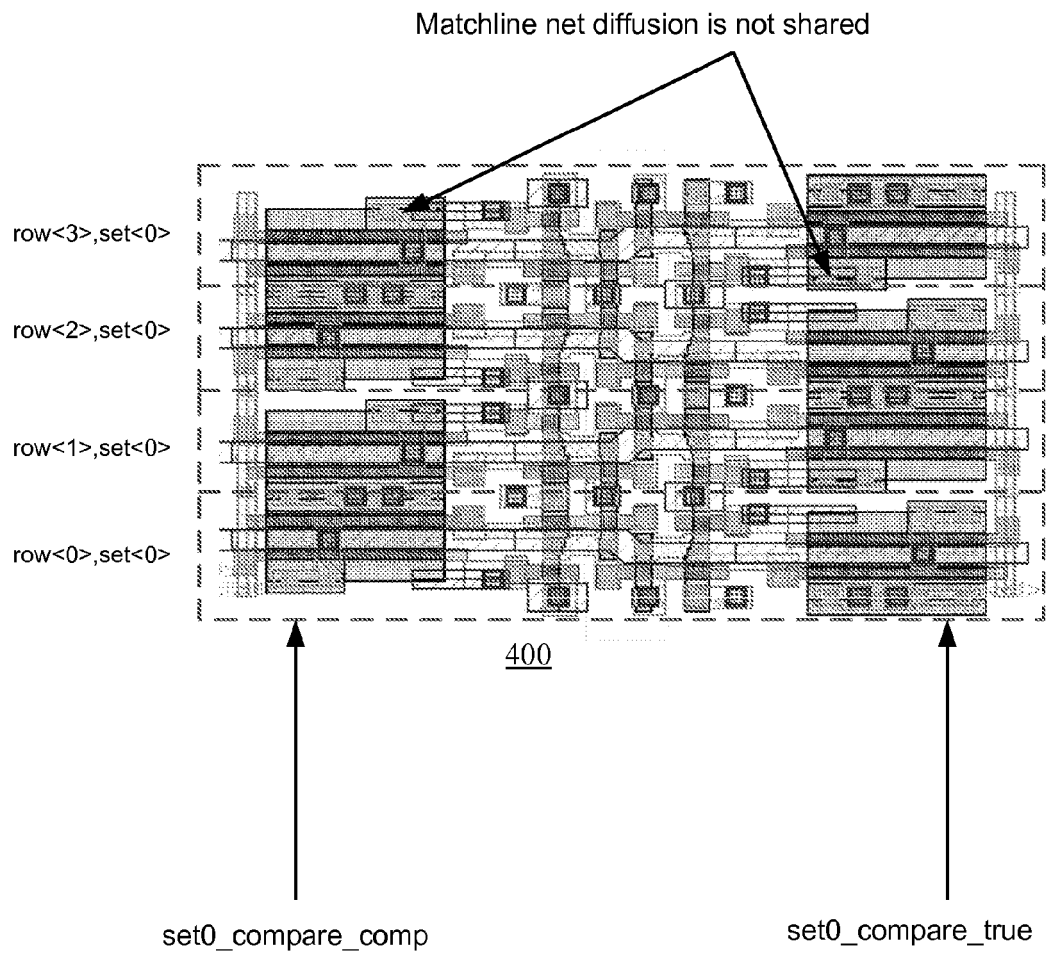 Matchline net diffusion is not shared
row<3>,set<0>
row<2>,set<0>
row<1>,set<0>
row<0>,set<0>
400
set0_compare_comp
set0_compare_true